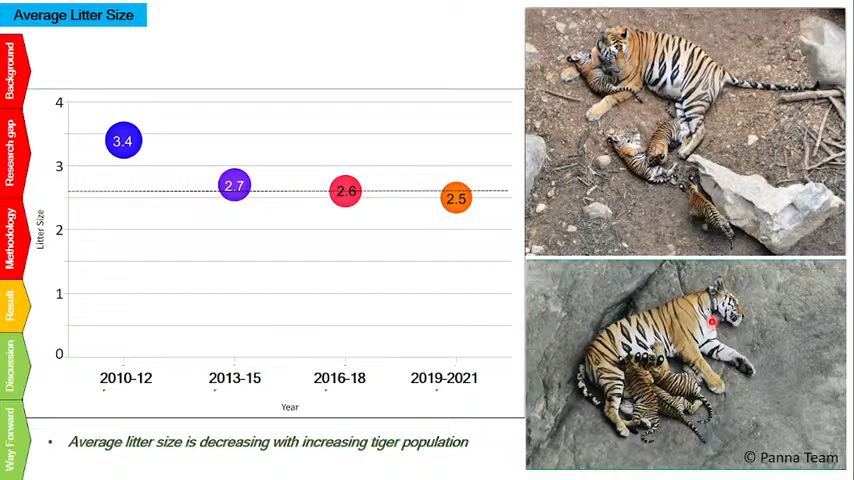 Average Litter Size
Background
Research gap
Methodology
Result
Discussion
Way Forward
4
3
2
1
0
Litter Size
3.4
2.7
2.6
2.5
2010-12
2013-15
2016-18
2019-2021
Year
• Average litter size is decreasing with increasing tiger population
© Panna Team